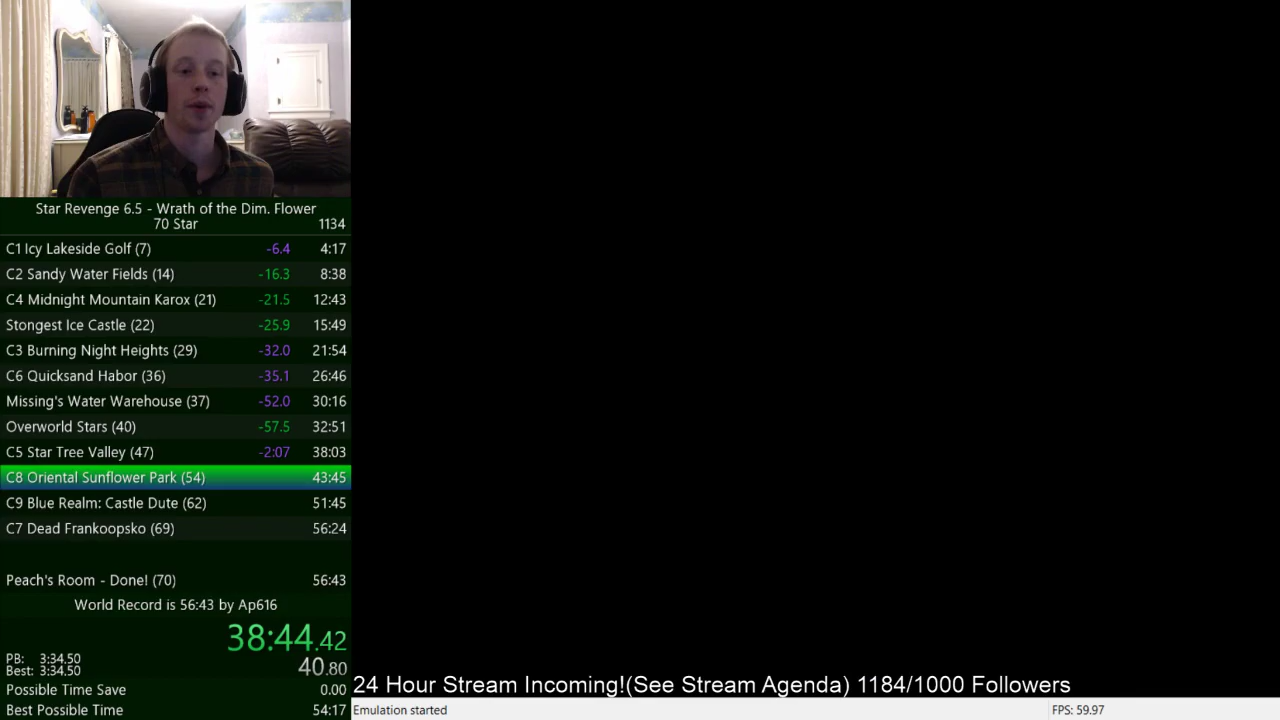 Star Revenge 6.5 - Wrath of the Dim. Flower
70 Star 1134
C1 Icy Lakeside Golf (7) -6.4 4:17
C2 Sandy Water Fields (14) -16.3 8:38
C4 Midnight Mountain Karox (21) -21.5 12:43
Stongest Ice Castle (22) -25.9 15:49
C3 Burning Night Heights (29) -32.0 21:54
C6 Quicksand Habor (36) -35.1 26:46
Missing's Water Warehouse (37) -52.0 30:16
Overworld Stars (40) -57.5 32:51
C5 Star Tree Valley (47) -2:07 38:03
C8 Oriental Sunflower Park (54) 43:45
C9 Blue Realm: Castle Dute (62) 51:45
C7 Dead Frankoopsko (69) 56:24
Peach's Room - Done! (70) 56:43
World Record is 56:43 by Ap616
38:44.42
PB: 3:34.50
Best: 3:34.50 40.80
Possible Time Save 0.00
Best Possible Time 54:17
24 Hour Stream Incoming!(See Stream Agenda) 1184/1000 Followers
Emulation started FPS: 59.97